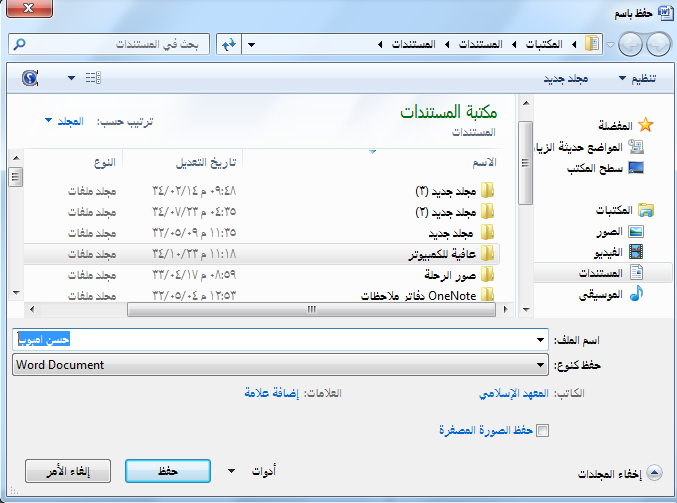 حفظ باسم
المكتبات ◄ المستندات ◄ المستندات ◄
بحث في المستندات
تنظيم ▼ مجلد جديد
المفضلة
المواضع حديثة الزيا
سطح المكتب
المكتبات
الصور
الفيديو
المستندات
الموسيقى
مكتبة المستندات
المستندات
ترتيب حسب: المجلد ▼
الاسم تاريخ التعديل النوع
مجلد جديد (٣) ٠٩:٤٨ م ٣٤/٠٢/١٤ مجلد ملفات
مجلد جديد (٢) ٠٤:٣٥ م ٣٤/٠٧/٢٣ مجلد ملفات
مجلد جديد ١١:٣٥ م ٣٢/٠٥/٠٩ مجلد ملفات
عافية للكمبيوتر ١١:١٨ م ٣٤/١٠/٢٣ مجلد ملفات
صور الرحلة ٠٨:٥٩ م ٣٣/٠٤/١٧ مجلد ملفات
OneNote دفاتر ملاحظات ١٢:٥٣ م ٣٢/٠٥/٠٤ مجلد ملفات
اسم الملف: حسن امبوب
حفظ كنوع: Word Document
الكاتب: المعهد الإسلامي العلامات: إضافة علامة
حفظ الصورة المصغرة
إخفاء المجلدات أدوات ▼ حفظ إلغاء الأمر